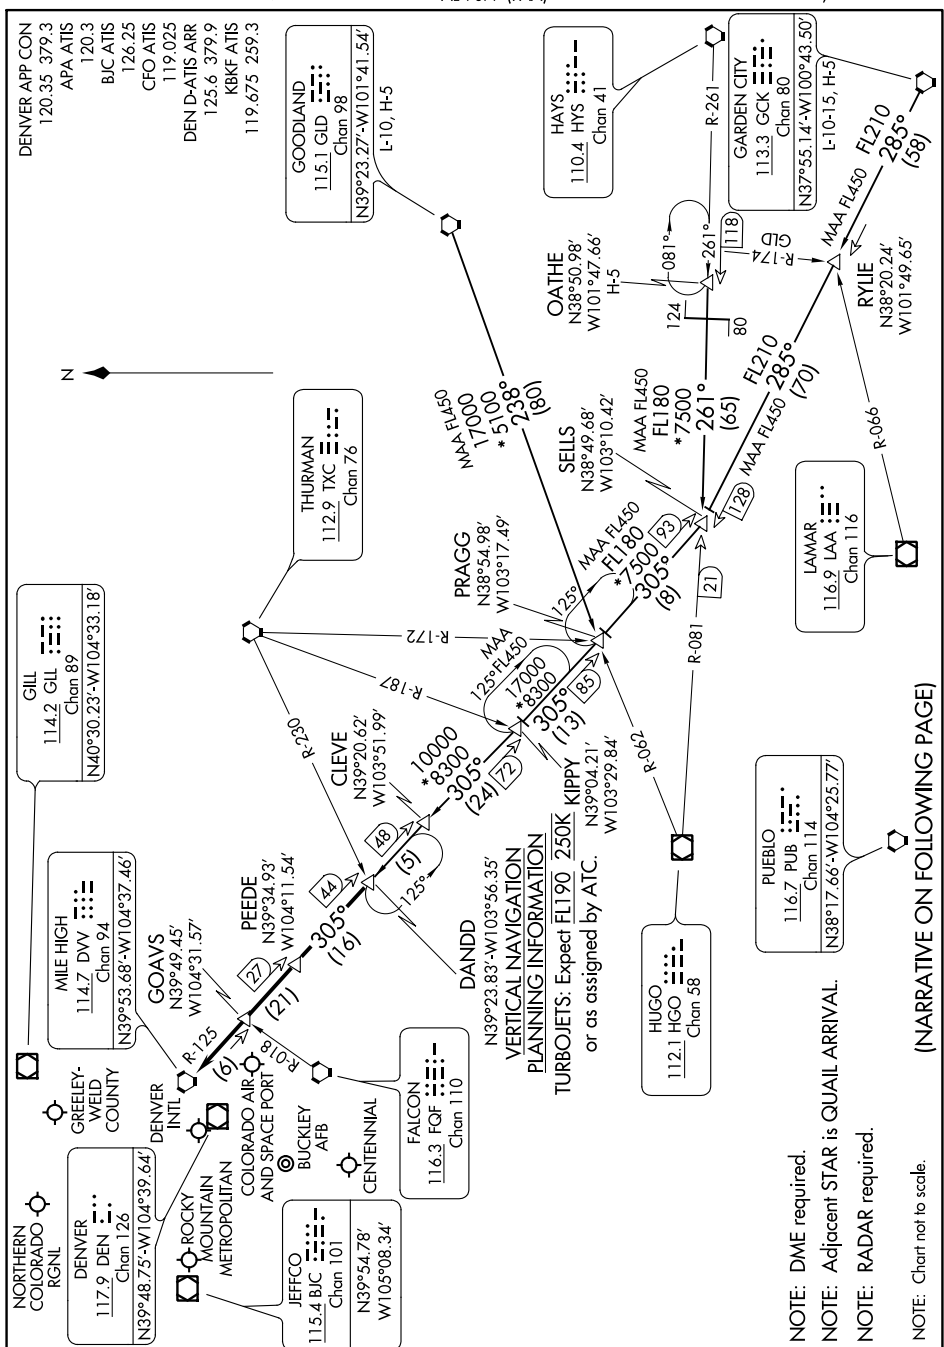 DENVER APP CON
120.35 379.3
APA ATIS
120.3
BJC ATIS
126.25
CFO ATIS
119.025
DEN D-ATIS ARR
125.6 379.9
KBKF ATIS
119.675 259.3
N
GOODLAND
115.1 GLD
Chan 98
N39°23.27′-W101°41.54′
L-10, H-5
HAYS
110.4 HYS
Chan 41
GARDEN CITY
113.3 GCK
Chan 80
N37°55.14′-W100°43.50′
L-10-15, H-5
THURMAN
112.9 TXC
Chan 76
GILL
114.2 GLL
Chan 89
N40°30.23′-W104°33.18′
MILE HIGH
114.7 DVV
Chan 94
N39°53.68′-W104°37.46′
DENVER
117.9 DEN
Chan 126
N39°48.75′-W104°39.64′
JEFFCO
115.4 BJC
Chan 101
N39°54.78′
W105°08.34′
FALCON
116.3 FQF
Chan 110
HUGO
112.1 HGO
Chan 58
PUEBLO
116.7 PUB
Chan 114
N38°17.66′-W104°25.77′
LAMAR
116.9 LAA
Chan 116
NORTHERN
COLORADO
RGNL
GREELEY-
WELD
COUNTY
DENVER
INTL
ROCKY
MOUNTAIN
METROPOLITAN
COLORADO AIR
AND SPACE PORT
BUCKLEY
AFB
CENTENNIAL
GOAVS
N39°49.45′
W104°31.57′
PEEDE
N39°34.93′
W104°11.54′
CLEVE
N39°20.62′
W103°51.99′
DANDD
N39°23.83′-W103°56.35′
VERTICAL NAVIGATION
PLANNING INFORMATION
TURBOJETS: Expect FL190 250K
or as assigned by ATC.
KIPPY
N39°04.21′
W103°29.84′
PRAGG
N38°54.98′
W103°17.49′
SELLS
N38°49.68′
W103°10.42′
OATHE
N38°50.98′
W101°47.66′
H-5
RYLIE
N38°20.24′
W101°49.65′
R-125
(6)
R-018
27
(21)
44
305°
(16)
R-230
48
(5)
125°
10000
*8300
305°
(24)
72
R-187
R-172
125°
MAA
FL450
17000
*8300
305°
(13)
85
R-062
125°
MAA FL450
FL180
*7500
305°
(8)
93
R-081
21
128
MAA FL450
17000
*5100
238°
(80)
MAA FL450
FL180
*7500
261°
(65)
124
80
081°
261°
118
R-261
R-174
GLD
FL210
285°
(70)
MAA FL450
R-066
FL210
285°
(58)
MAA FL450
NOTE: DME required.
NOTE: Adjacent STAR is QUAIL ARRIVAL.
NOTE: RADAR required.
NOTE: Chart not to scale.
(NARRATIVE ON FOLLOWING PAGE)